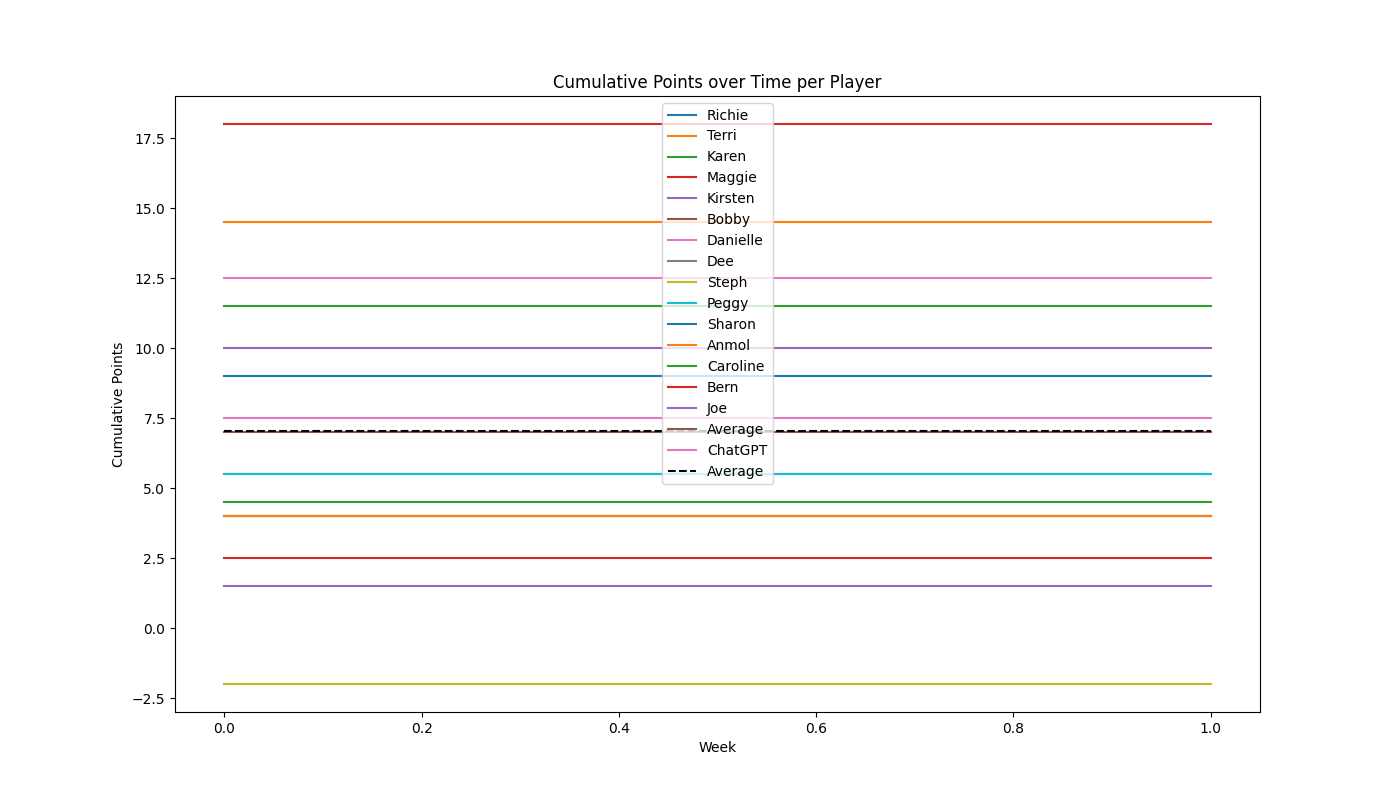 Cumulative Points over Time per Player
Richie
Terri
Karen
Maggie
Kirsten
Bobby
Danielle
Dee
Steph
Peggy
Sharon
Anmol
Caroline
Bern
Joe
Average
ChatGPT
Average
Cumulative Points
17.5
15.0
12.5
10.0
7.5
5.0
2.5
0.0
−2.5
0.0 0.2 0.4 0.6 0.8 1.0
Week